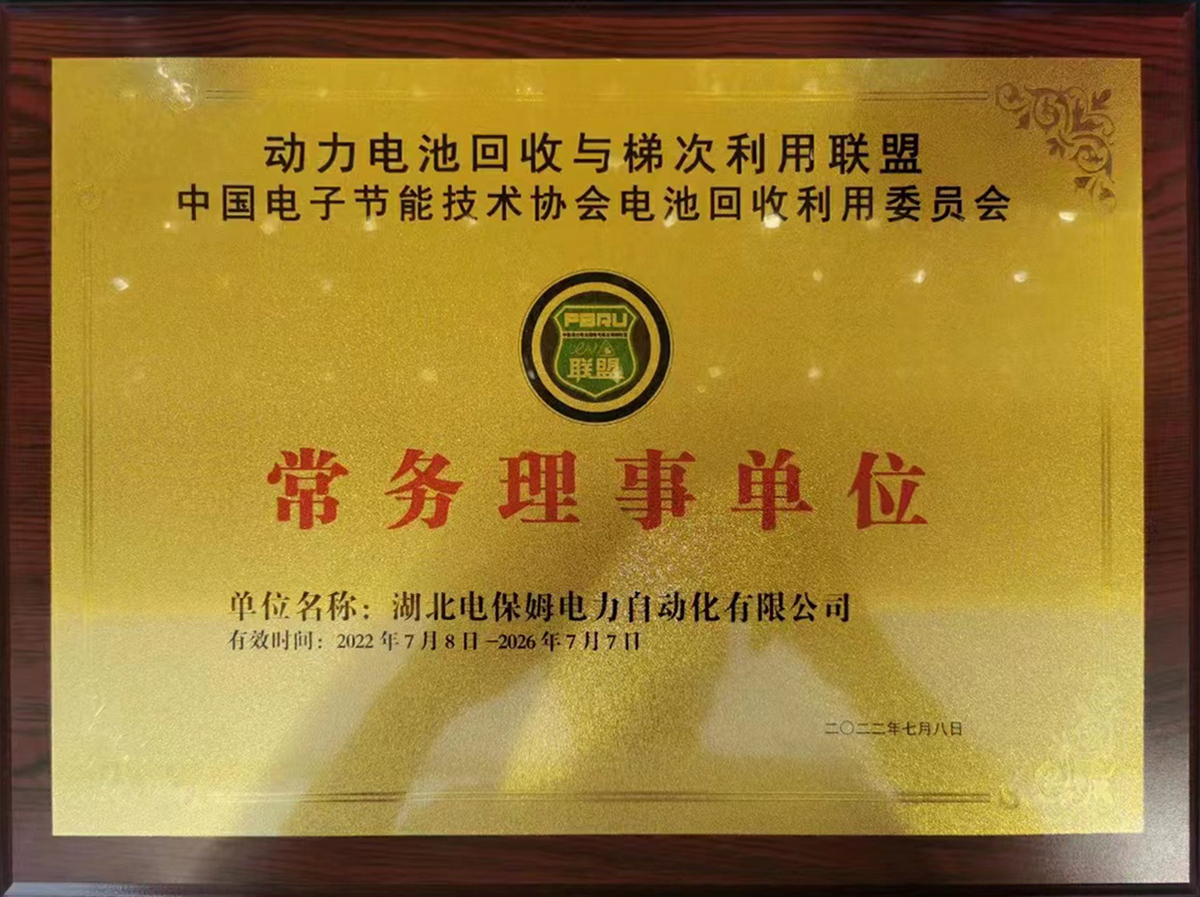 动力电池回收与梯次利用联盟
中国电子节能技术协会电池回收利用委员会
PBRU
联盟
常务理事单位
单位名称：湖北电保姆电力自动化有限公司
有效时间：2022年7月8日-2026年7月7日
二〇二二年七月八日